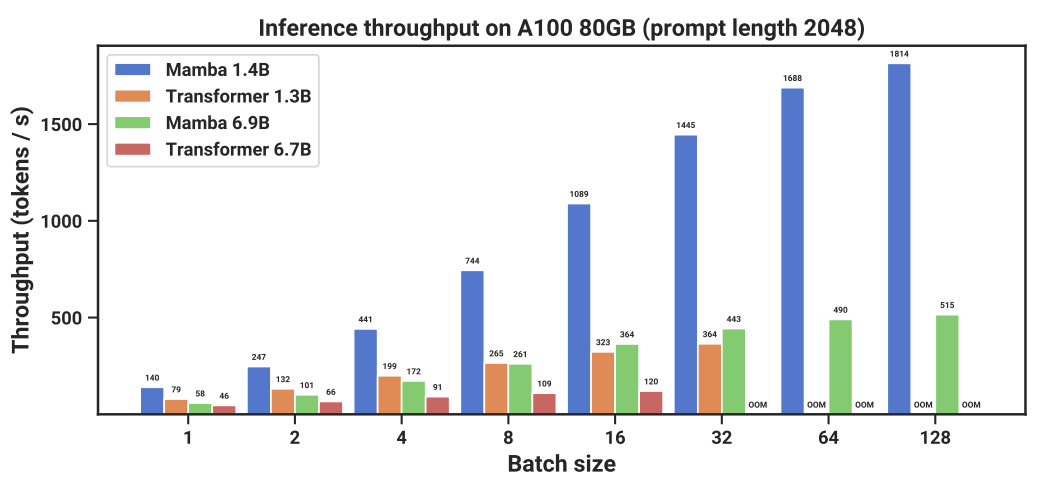 Inference throughput on A100 80GB (prompt length 2048)
Mamba 1.4B
Transformer 1.3B
Mamba 6.9B
Transformer 6.7B
Throughput (tokens / s)
1500
1000
500
140 79 58 46
247 132 101 66
441 199 172 91
744 265 261 109
1089 323 364 120
1445 364 443 OOM
1688 OOM 490 OOM
1814 OOM 515 OOM
1 2 4 8 16 32 64 128
Batch size